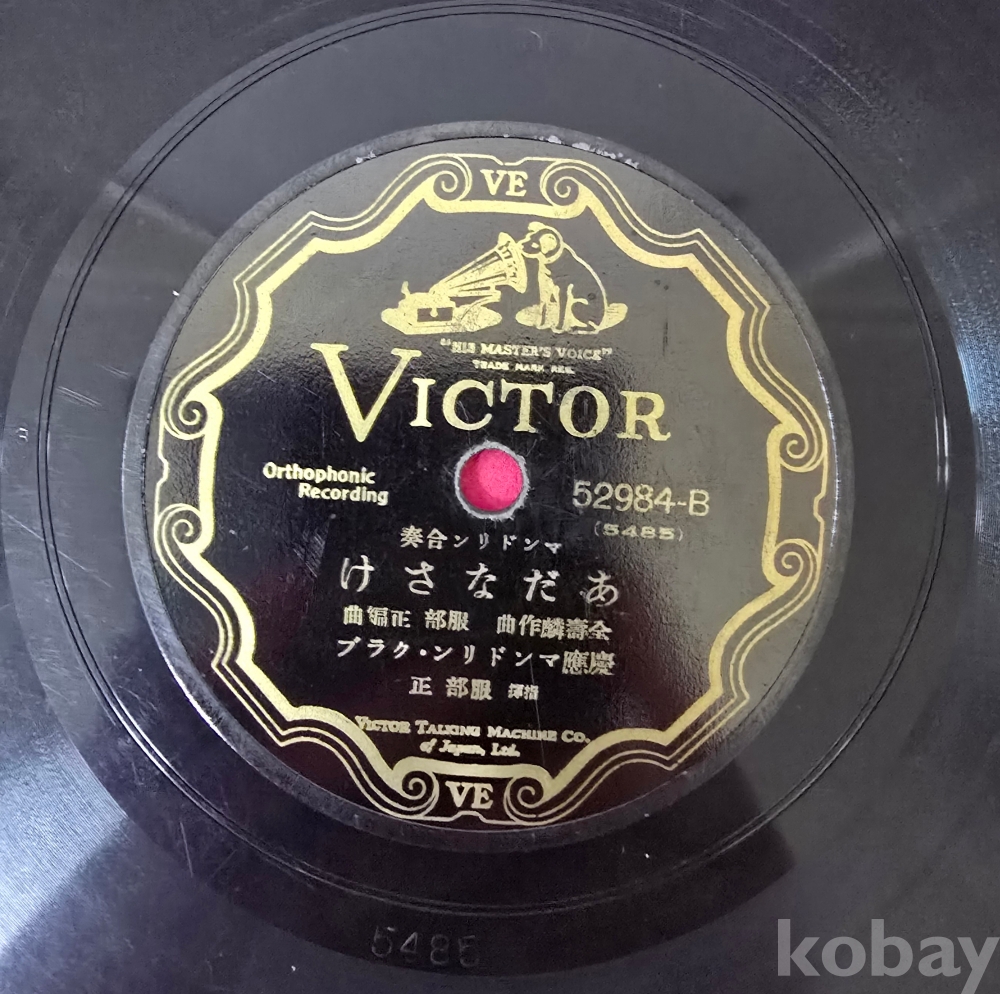 VE
"HIS MASTER'S VOICE"
TRADE MARK REG.
VICTOR
Orthophonic
Recording
52984-B
(5485)
マンドリン合奏
あだなさけ
全壽麟作曲 服部 正編曲
慶應マンドリン・クラブ
指揮 服部 正
VICTOR TALKING MACHINE CO.
of Japan, Ltd.
VE
5485
kobay